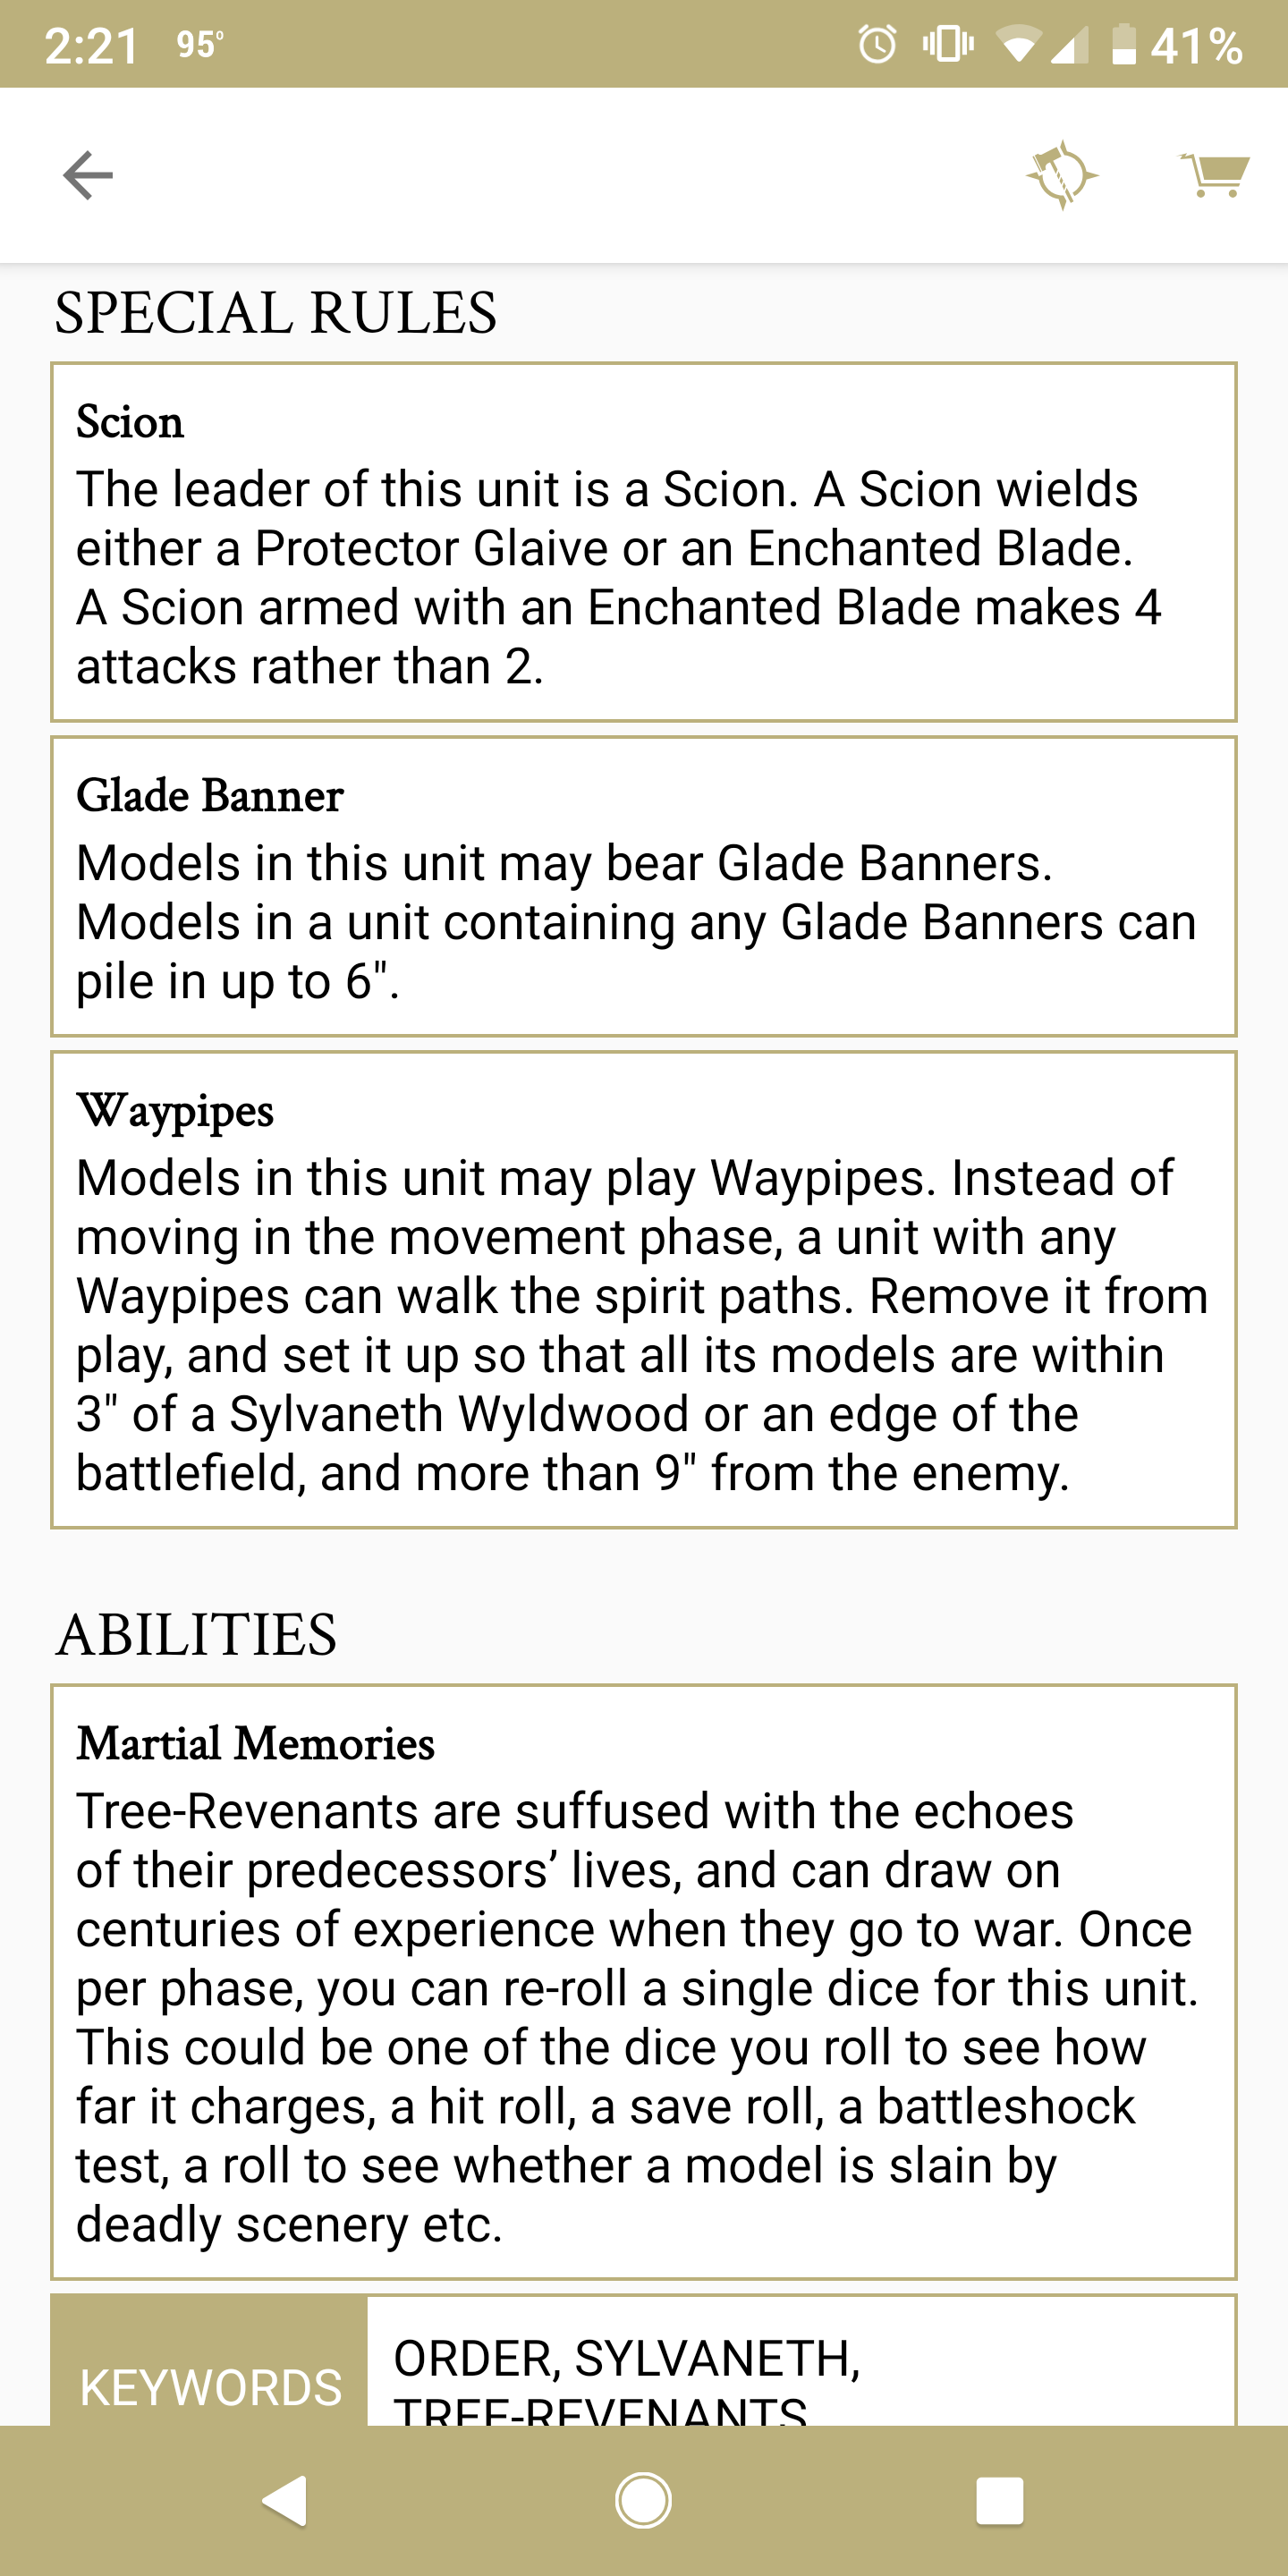 2:21 95° 41%
SPECIAL RULES
Scion
The leader of this unit is a Scion. A Scion wields
either a Protector Glaive or an Enchanted Blade.
A Scion armed with an Enchanted Blade makes 4
attacks rather than 2.
Glade Banner
Models in this unit may bear Glade Banners.
Models in a unit containing any Glade Banners can
pile in up to 6".
Waypipes
Models in this unit may play Waypipes. Instead of
moving in the movement phase, a unit with any
Waypipes can walk the spirit paths. Remove it from
play, and set it up so that all its models are within
3" of a Sylvaneth Wyldwood or an edge of the
battlefield, and more than 9" from the enemy.
ABILITIES
Martial Memories
Tree-Revenants are suffused with the echoes
of their predecessors’ lives, and can draw on
centuries of experience when they go to war. Once
per phase, you can re-roll a single dice for this unit.
This could be one of the dice you roll to see how
far it charges, a hit roll, a save roll, a battleshock
test, a roll to see whether a model is slain by
deadly scenery etc.
KEYWORDS
ORDER, SYLVANETH,
TREE-REVENANTS